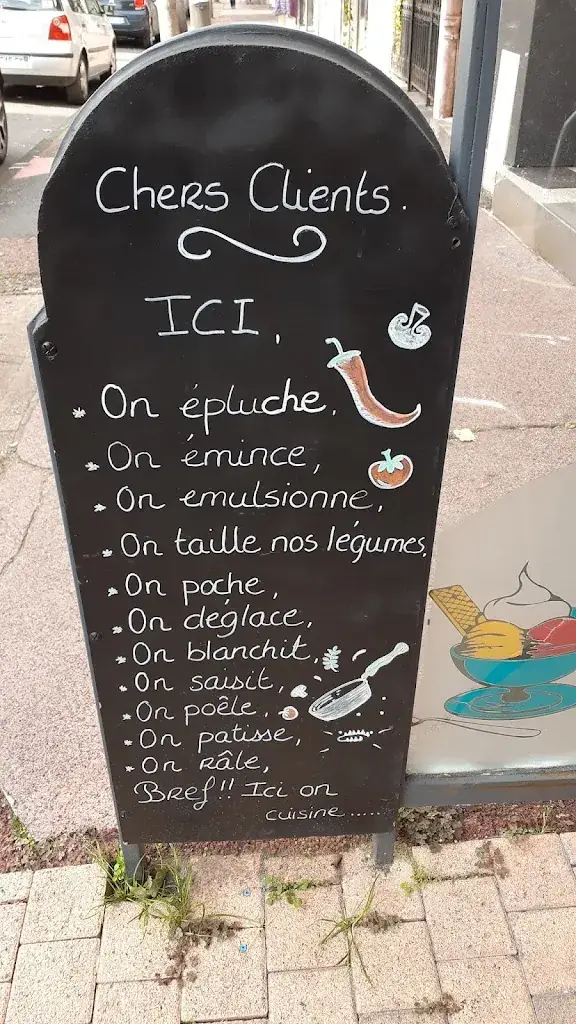 Chers Clients.
ICI,
* On épluche,
* On émince,
* On emulsionne,
* On taille nos légumes,
* On poche,
* On déglace,
* On blanchit,
* On saisit,
* On poêle,
* On patisse,
* On râle,
Bref!! Ici on
cuisine.....